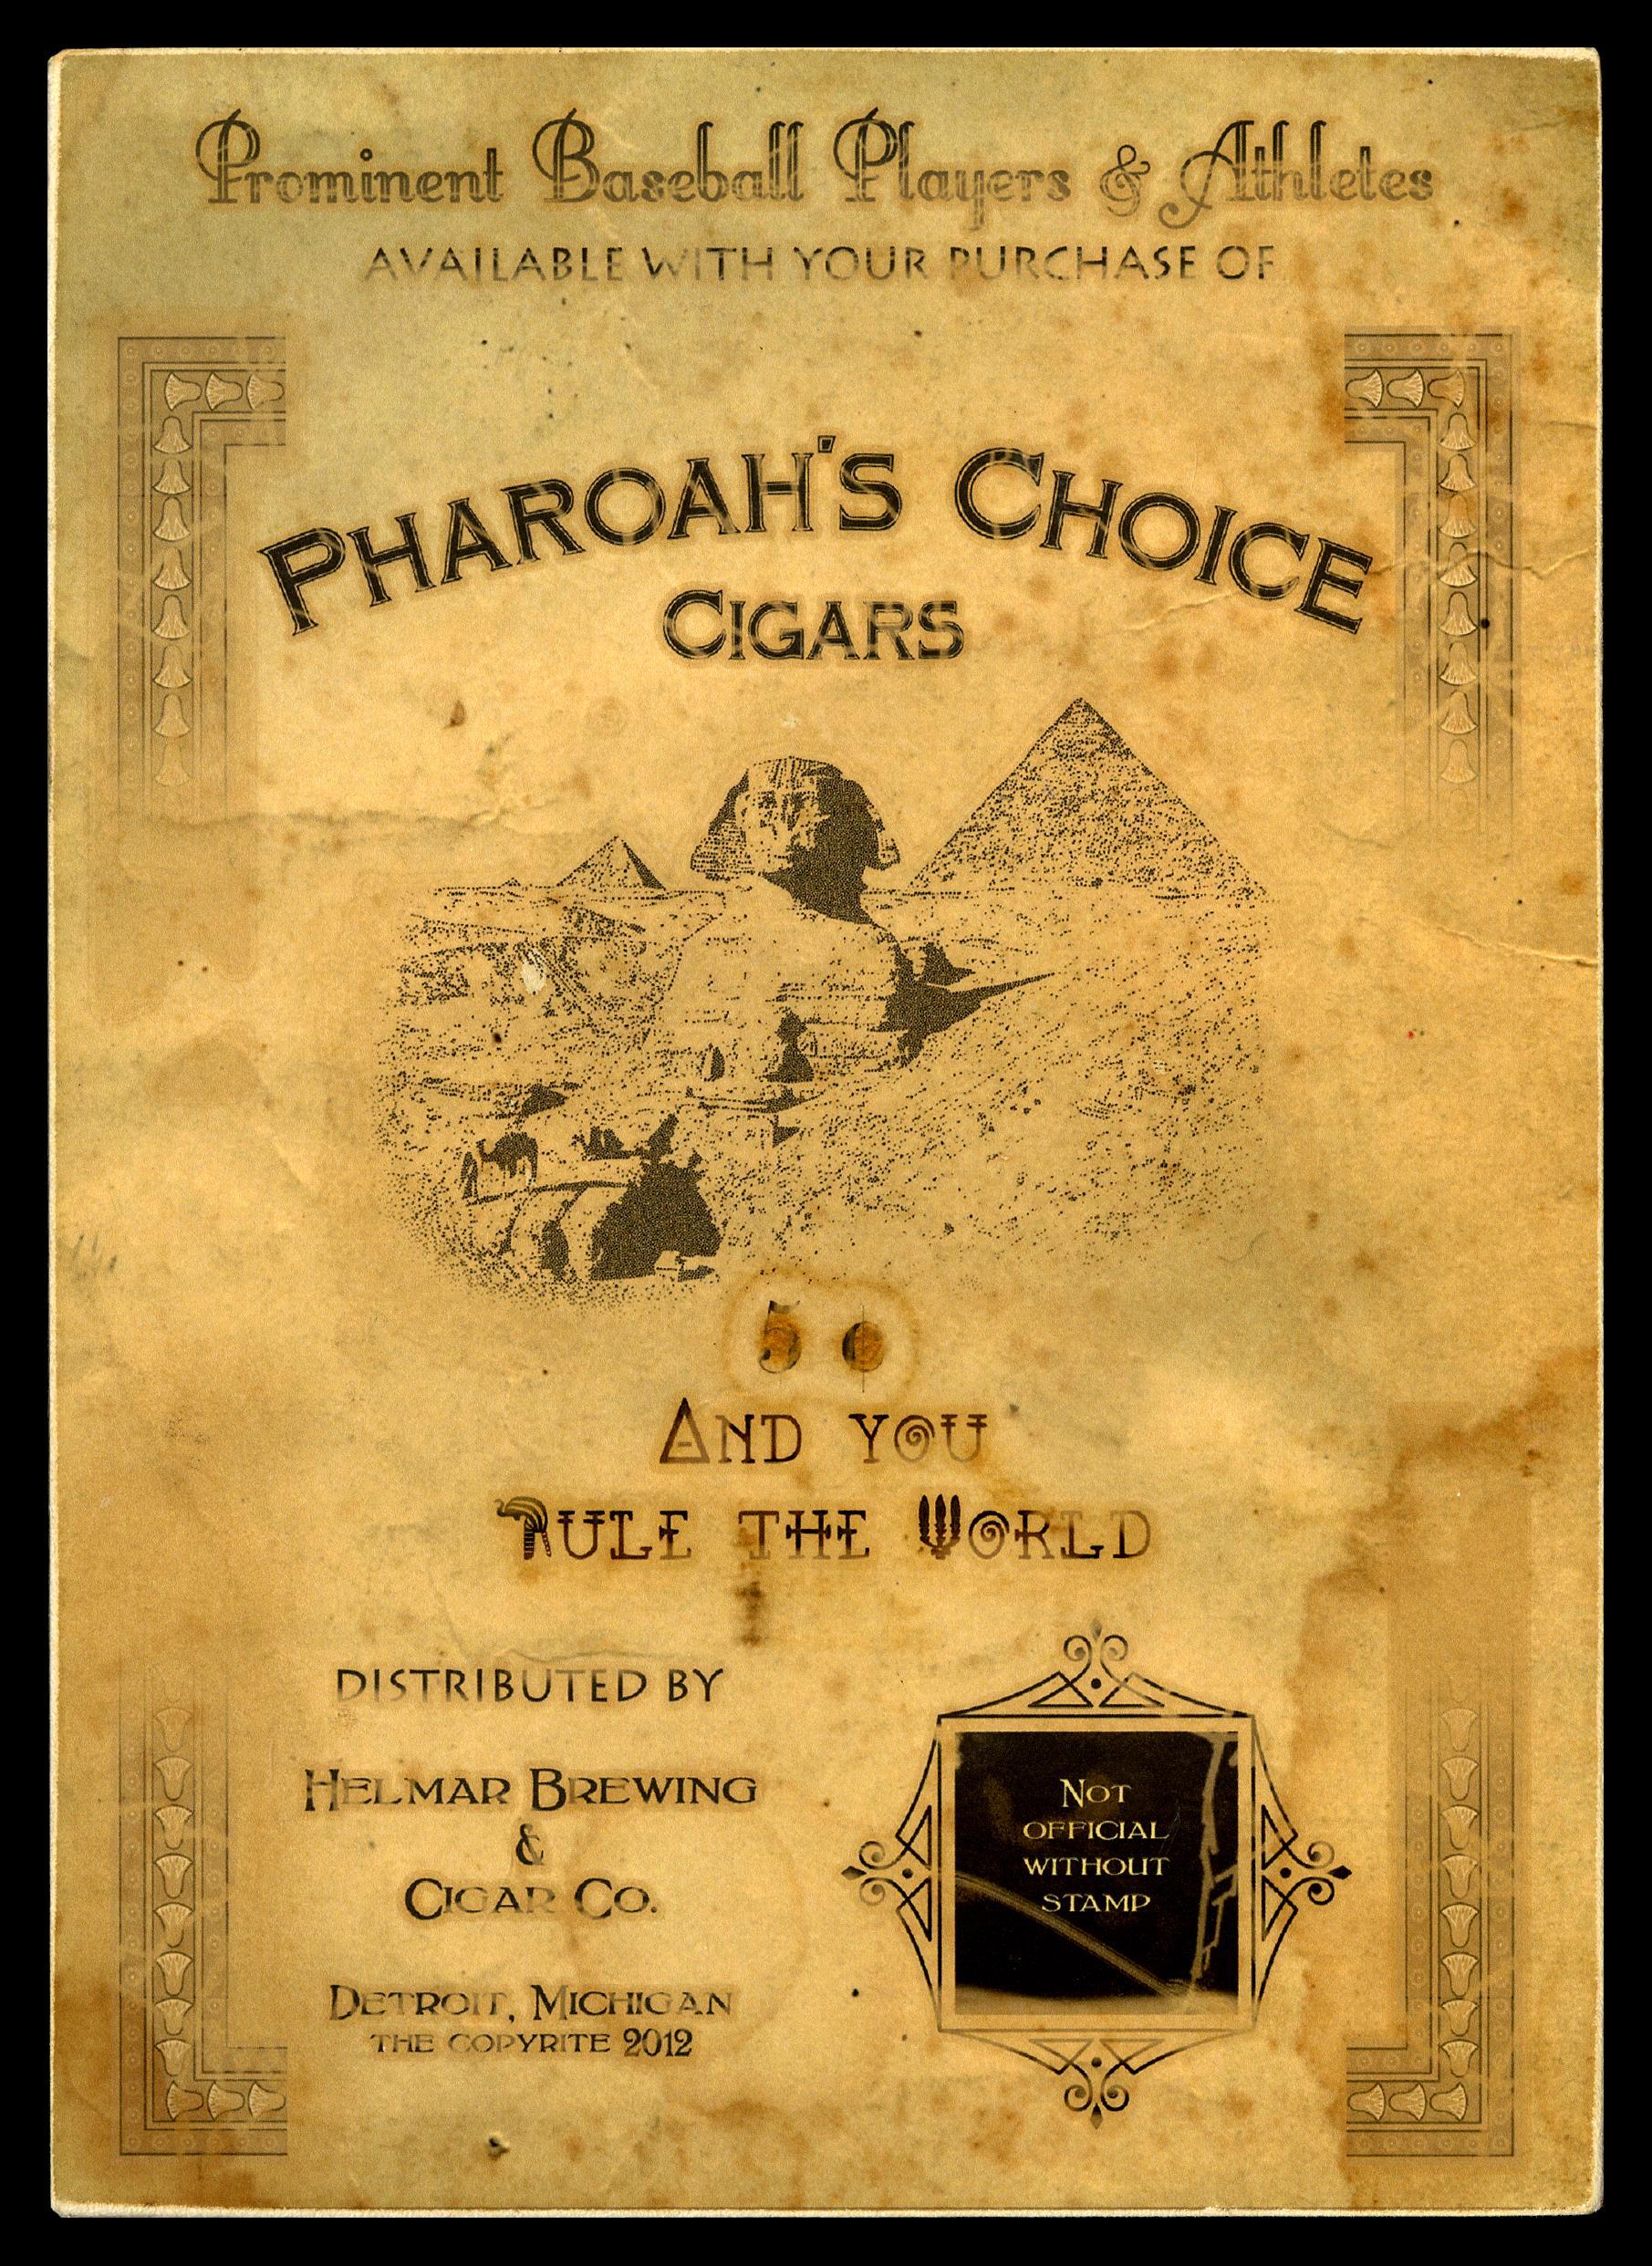 Prominent Baseball Players & Athletes
AVAILABLE WITH YOUR PURCHASE OF
PHAROAH'S CHOICE
CIGARS
5 ¢
AND YOU
RULE THE WORLD
DISTRIBUTED BY
HELMAR BREWING
&
CIGAR CO.
DETROIT, MICHIGAN
THE COPYRITE 2012
NOT
OFFICIAL
WITHOUT
STAMP